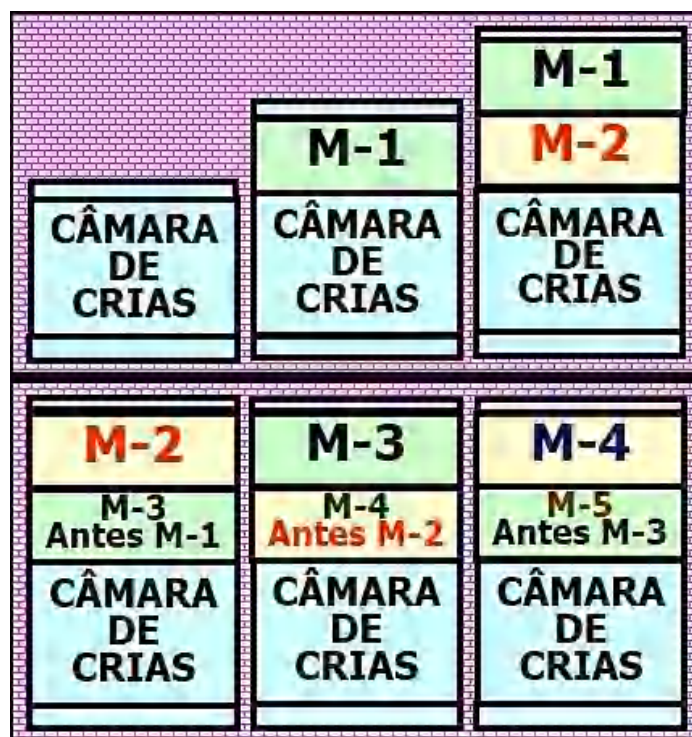 CÂMARA
DE
CRIAS
M-1
CÂMARA
DE
CRIAS
M-1
M-2
CÂMARA
DE
CRIAS
M-2
M-3
Antes M-1
CÂMARA
DE
CRIAS
M-3
M-4
Antes M-2
CÂMARA
DE
CRIAS
M-4
M-5
Antes M-3
CÂMARA
DE
CRIAS